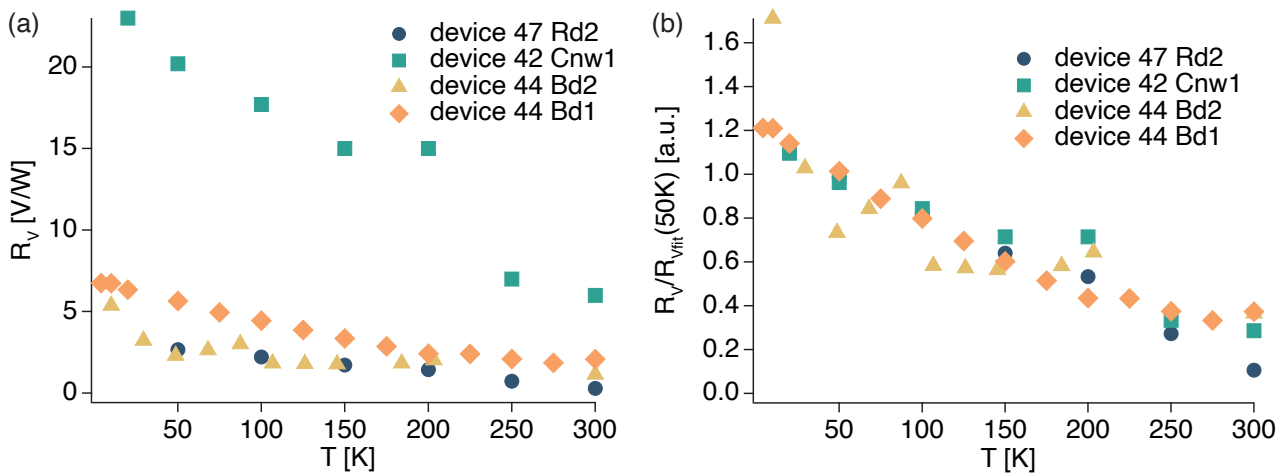 (a)
R_V [V/W]
20
15
10
5
0
50 100 150 200 250 300
T [K]
device 47 Rd2
device 42 Cnw1
device 44 Bd2
device 44 Bd1
(b)
R_V/R_Vfit(50K) [a.u.]
1.6
1.4
1.2
1.0
0.8
0.6
0.4
0.2
0.0
50 100 150 200 250 300
T [K]
device 47 Rd2
device 42 Cnw1
device 44 Bd2
device 44 Bd1